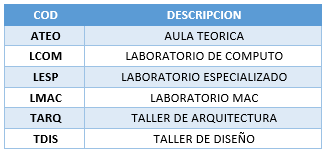 COD DESCRIPCION
ATEO AULA TEORICA
LCOM LABORATORIO DE COMPUTO
LESP LABORATORIO ESPECIALIZADO
LMAC LABORATORIO MAC
TARQ TALLER DE ARQUITECTURA
TDIS TALLER DE DISEÑO